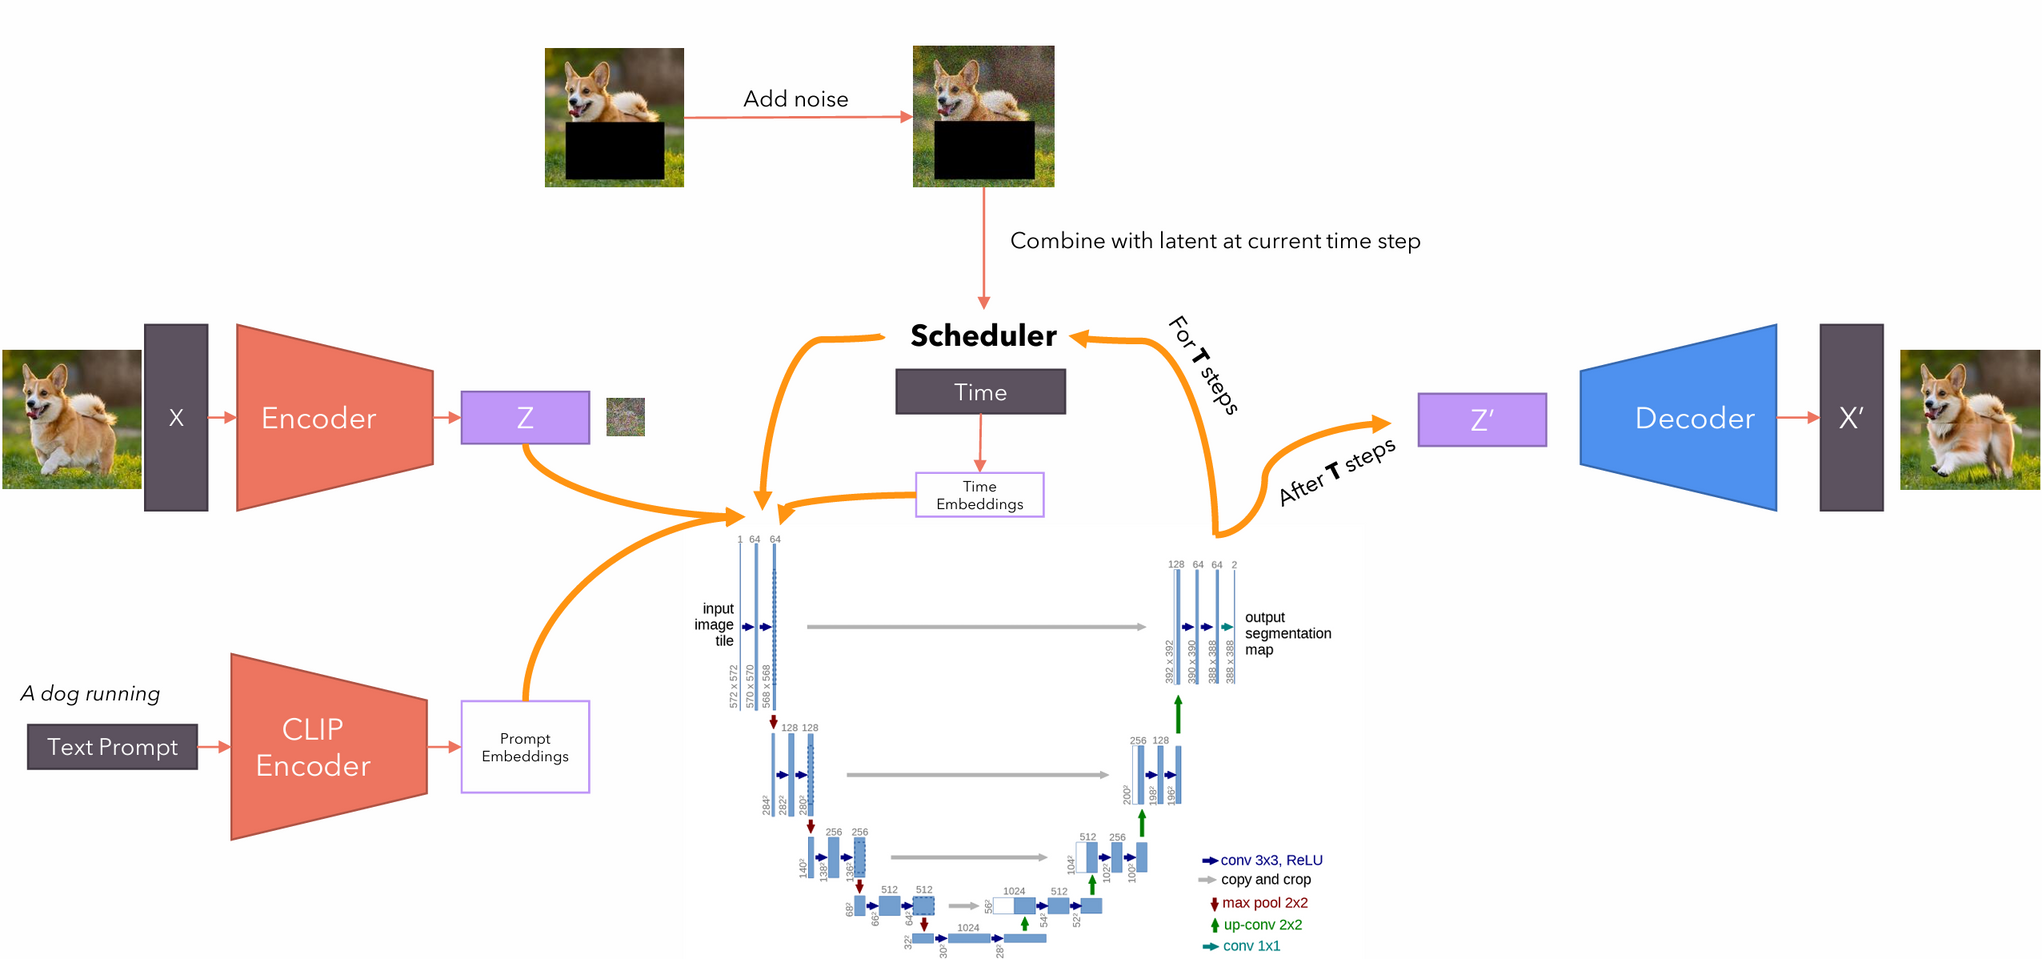 Add noise
Combine with latent at current time step
Scheduler
For T steps
Time
Time
Embeddings
X
Encoder
Z
After T steps
Z’
Decoder
X’
A dog running
Text Prompt
CLIP
Encoder
Prompt
Embeddings
1 64 64
input
image
tile
572 x 572
570 x 570
568 x 568
128 64 64 2
output
segmentation
map
392 x 392
390 x 390
388 x 388
388 x 388
128 128
284²
282²
280²
256 128
200²
198²
196²
256 256
140²
138²
136²
512 256
104²
102²
100²
512 512
68²
66²
64²
1024 512
56²
54²
52²
1024
32²
30²
28²
conv 3x3, ReLU
copy and crop
max pool 2x2
up-conv 2x2
conv 1x1